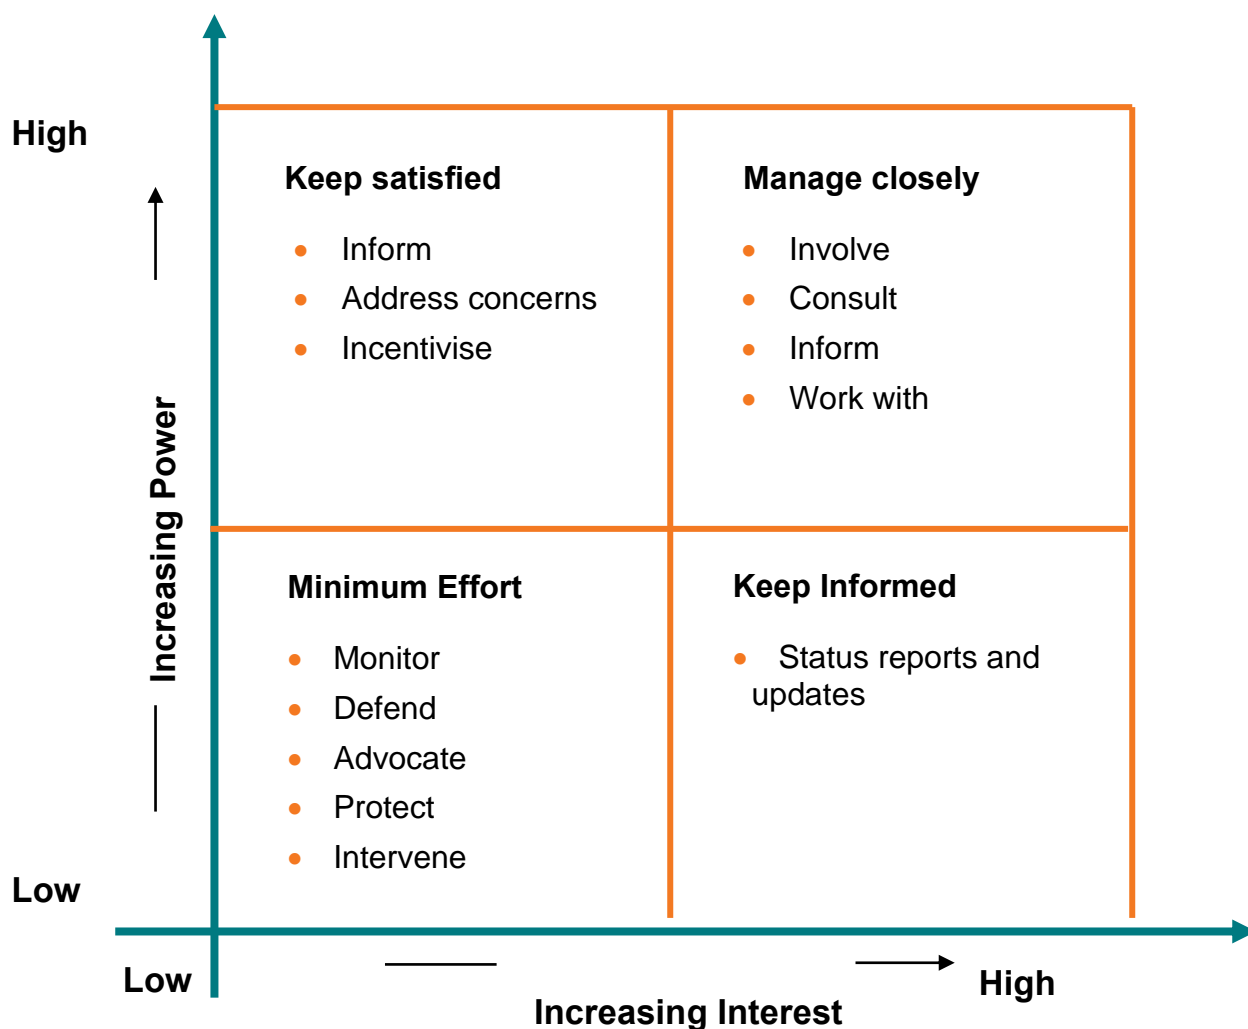 High
Keep satisfied
• Inform
• Address concerns
• Incentivise
Manage closely
• Involve
• Consult
• Inform
• Work with
Increasing Power
Minimum Effort
• Monitor
• Defend
• Advocate
• Protect
• Intervene
Keep Informed
• Status reports and
updates
Low
Low
High
Increasing Interest